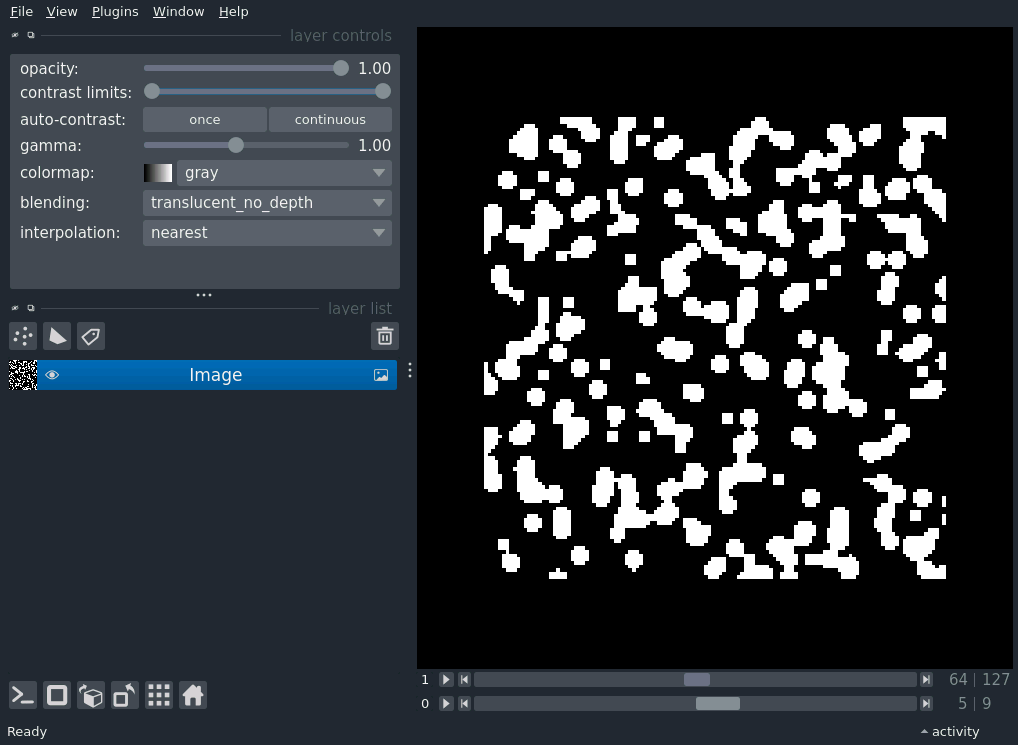 File View Plugins Window Help
layer controls
opacity: 1.00
contrast limits:
auto-contrast: once continuous
gamma: 1.00
colormap: gray
blending: translucent_no_depth
interpolation: nearest
layer list
Image
1 64 | 127
0 5 | 9
Ready activity